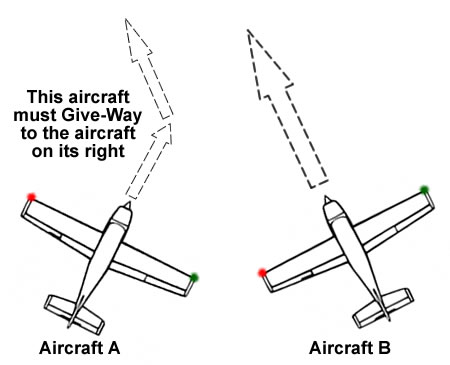 This aircraft
must Give-Way
to the aircraft
on its right
Aircraft A
Aircraft B